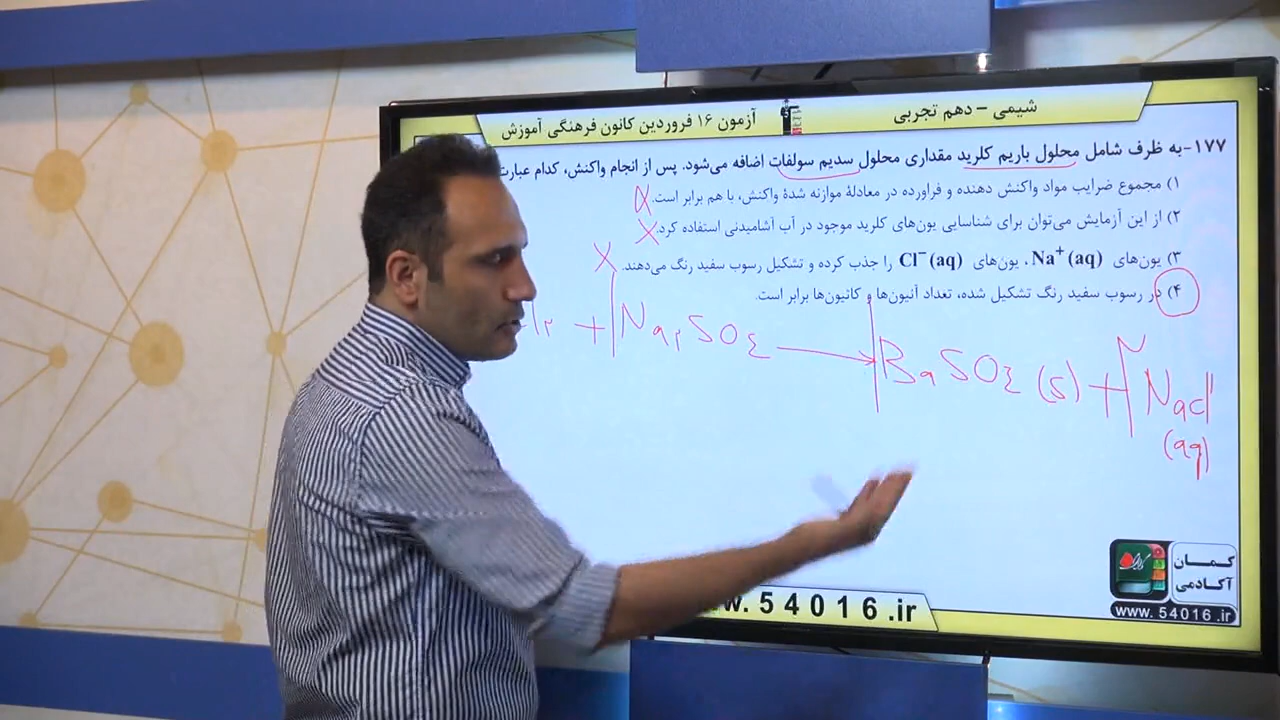 شیمی – دهم تجربی
آزمون ۱۶ فروردین کانون فرهنگی آموزش
۱۷۷- به ظرف شامل محلول باریم کلرید مقداری محلول سدیم سولفات اضافه می‌شود. پس از انجام واکنش، کدام عبارت
۱) مجموع ضرایب مواد واکنش دهنده و فراورده در معادلهٔ موازنه شدهٔ واکنش، با هم برابر است.
۲) از این آزمایش می‌توان برای شناسایی یون‌های کلرید موجود در آب آشامیدنی استفاده کرد.
۳) یون‌های Na⁺(aq)، یون‌های Cl⁻(aq) را جذب کرده و تشکیل رسوب سفید رنگ می‌دهند.
۴) در رسوب سفید رنگ تشکیل شده، تعداد آنیون‌ها و کاتیون‌ها برابر است.
+ Na۲SO۴ → BaSO۴ (s) + ۲ NaCl
(aq)
کمان
آکادمی
www. 54016 .ir
w. 54016 .ir